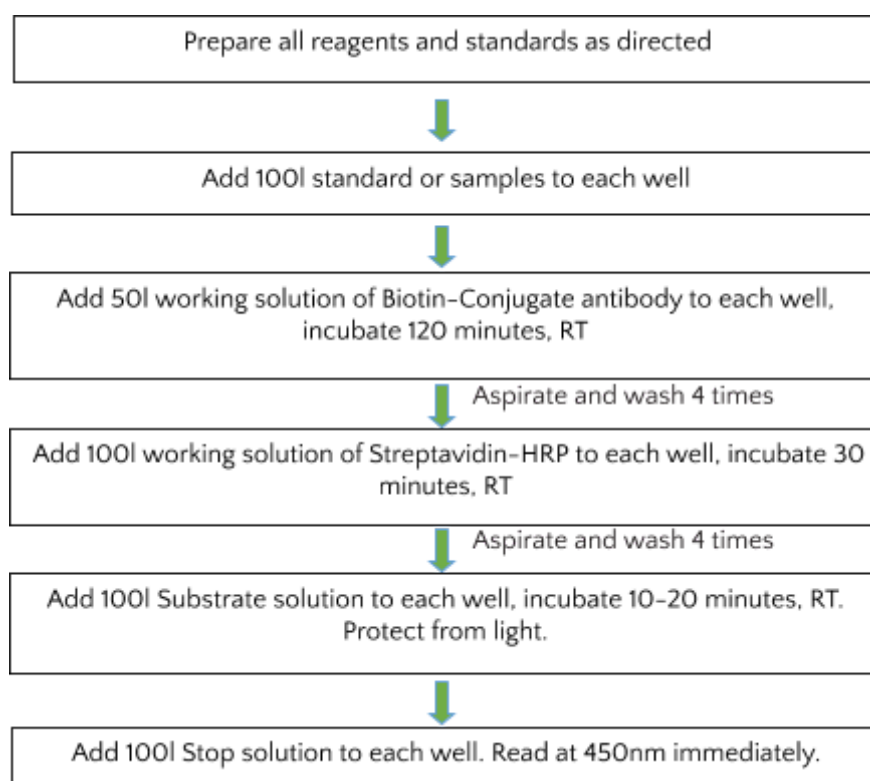 Prepare all reagents and standards as directed
Add 100l standard or samples to each well
Add 50l working solution of Biotin-Conjugate antibody to each well,
incubate 120 minutes, RT
Aspirate and wash 4 times
Add 100l working solution of Streptavidin-HRP to each well, incubate 30
minutes, RT
Aspirate and wash 4 times
Add 100l Substrate solution to each well, incubate 10-20 minutes, RT.
Protect from light.
Add 100l Stop solution to each well. Read at 450nm immediately.